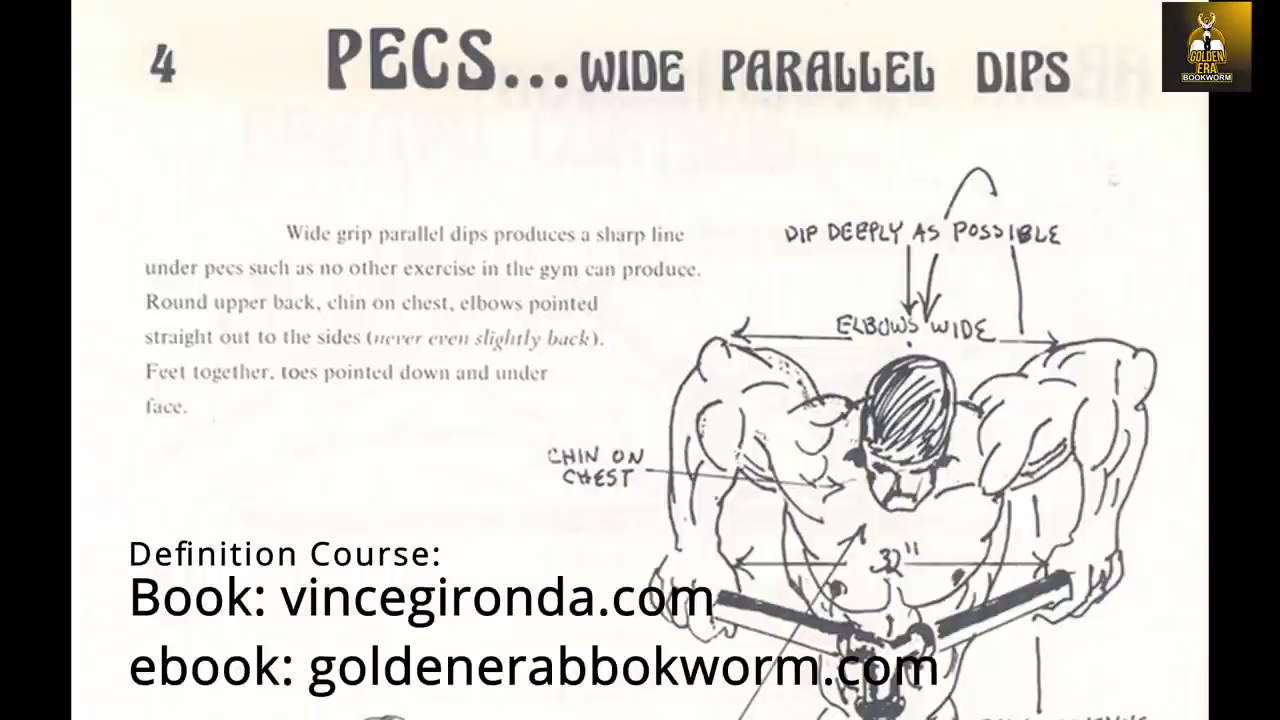 4
PECS...WIDE PARALLEL DIPS
GOLDEN
ERA
BOOKWORM
Wide grip parallel dips produces a sharp line
under pecs such as no other exercise in the gym can produce.
Round upper back, chin on chest, elbows pointed
straight out to the sides (never even slightly back).
Feet together, toes pointed down and under
face.
DIP DEEPLY AS POSSIBLE
ELBOWS WIDE
CHIN ON
CHEST
32"
Definition Course:
Book: vincegironda.com
ebook: goldenerabbokworm.com